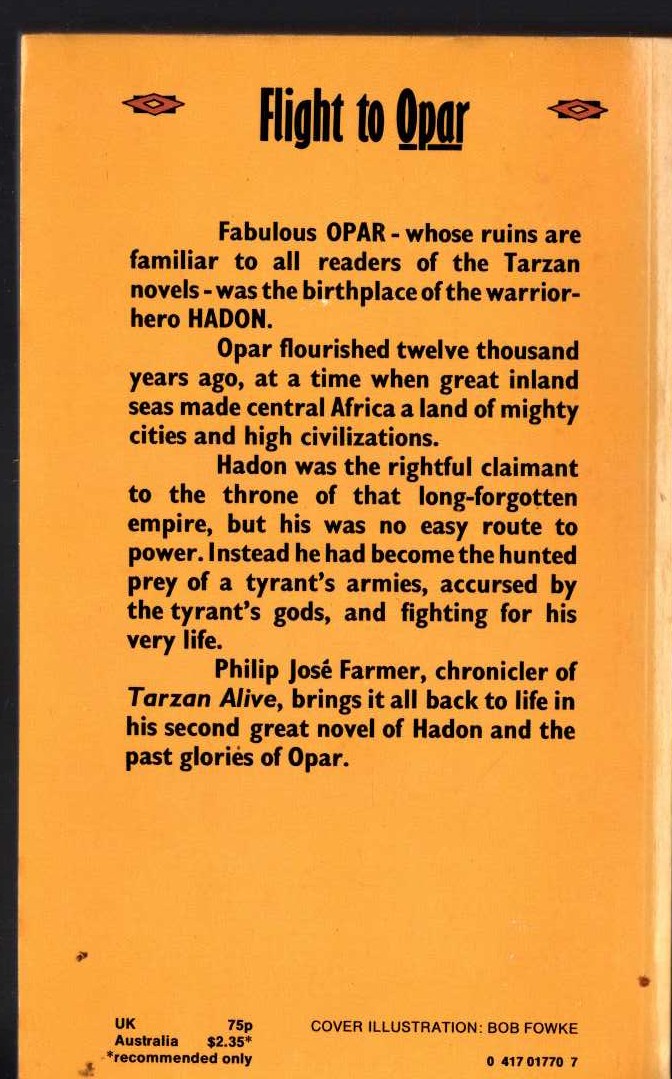 Flight to Opar
Fabulous OPAR - whose ruins are
familiar to all readers of the Tarzan
novels - was the birthplace of the warrior-
hero HADON.
Opar flourished twelve thousand
years ago, at a time when great inland
seas made central Africa a land of mighty
cities and high civilizations.
Hadon was the rightful claimant
to the throne of that long-forgotten
empire, but his was no easy route to
power. Instead he had become the hunted
prey of a tyrant's armies, accursed by
the tyrant's gods, and fighting for his
very life.
Philip José Farmer, chronicler of
Tarzan Alive, brings it all back to life in
his second great novel of Hadon and the
past glories of Opar.
UK 75p
Australia $2.35*
*recommended only
COVER ILLUSTRATION: BOB FOWKE
0 417 01770 7